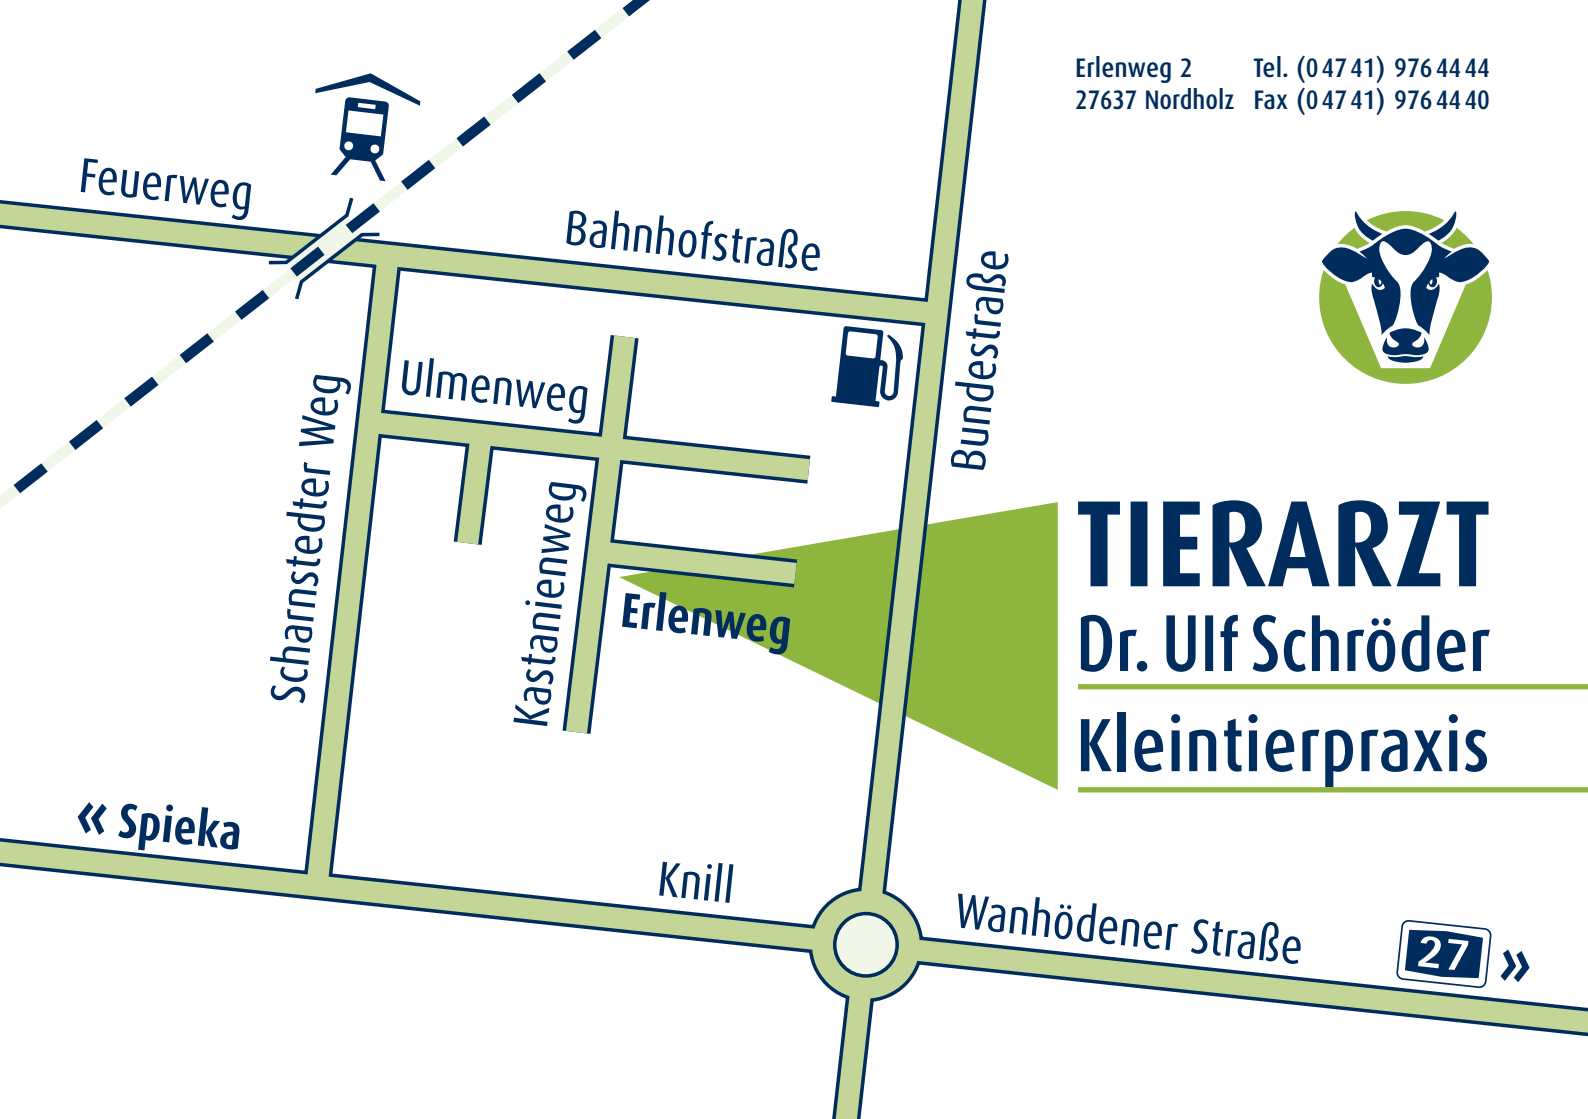 Erlenweg 2 Tel. (0 47 41) 976 44 44
27637 Nordholz Fax (0 47 41) 976 44 40
Feuerweg
Bahnhofstraße
Bundestraße
Ulmenweg
Scharnstedter Weg
Kastanienweg
Erlenweg
TIERARZT
Dr. Ulf Schröder
Kleintierpraxis
« Spieka
Knill
Wanhödener Straße
27 »